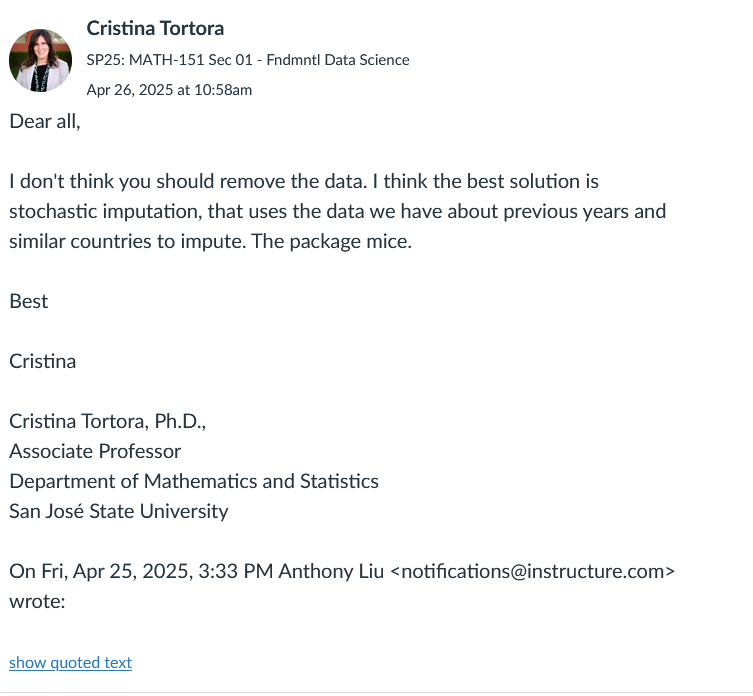 Cristina Tortora
SP25: MATH-151 Sec 01 - Fndmntl Data Science
Apr 26, 2025 at 10:58am
Dear all,
I don't think you should remove the data. I think the best solution is
stochastic imputation, that uses the data we have about previous years and
similar countries to impute. The package mice.
Best
Cristina
Cristina Tortora, Ph.D.,
Associate Professor
Department of Mathematics and Statistics
San José State University
On Fri, Apr 25, 2025, 3:33 PM Anthony Liu <notifications@instructure.com>
wrote:
show quoted text